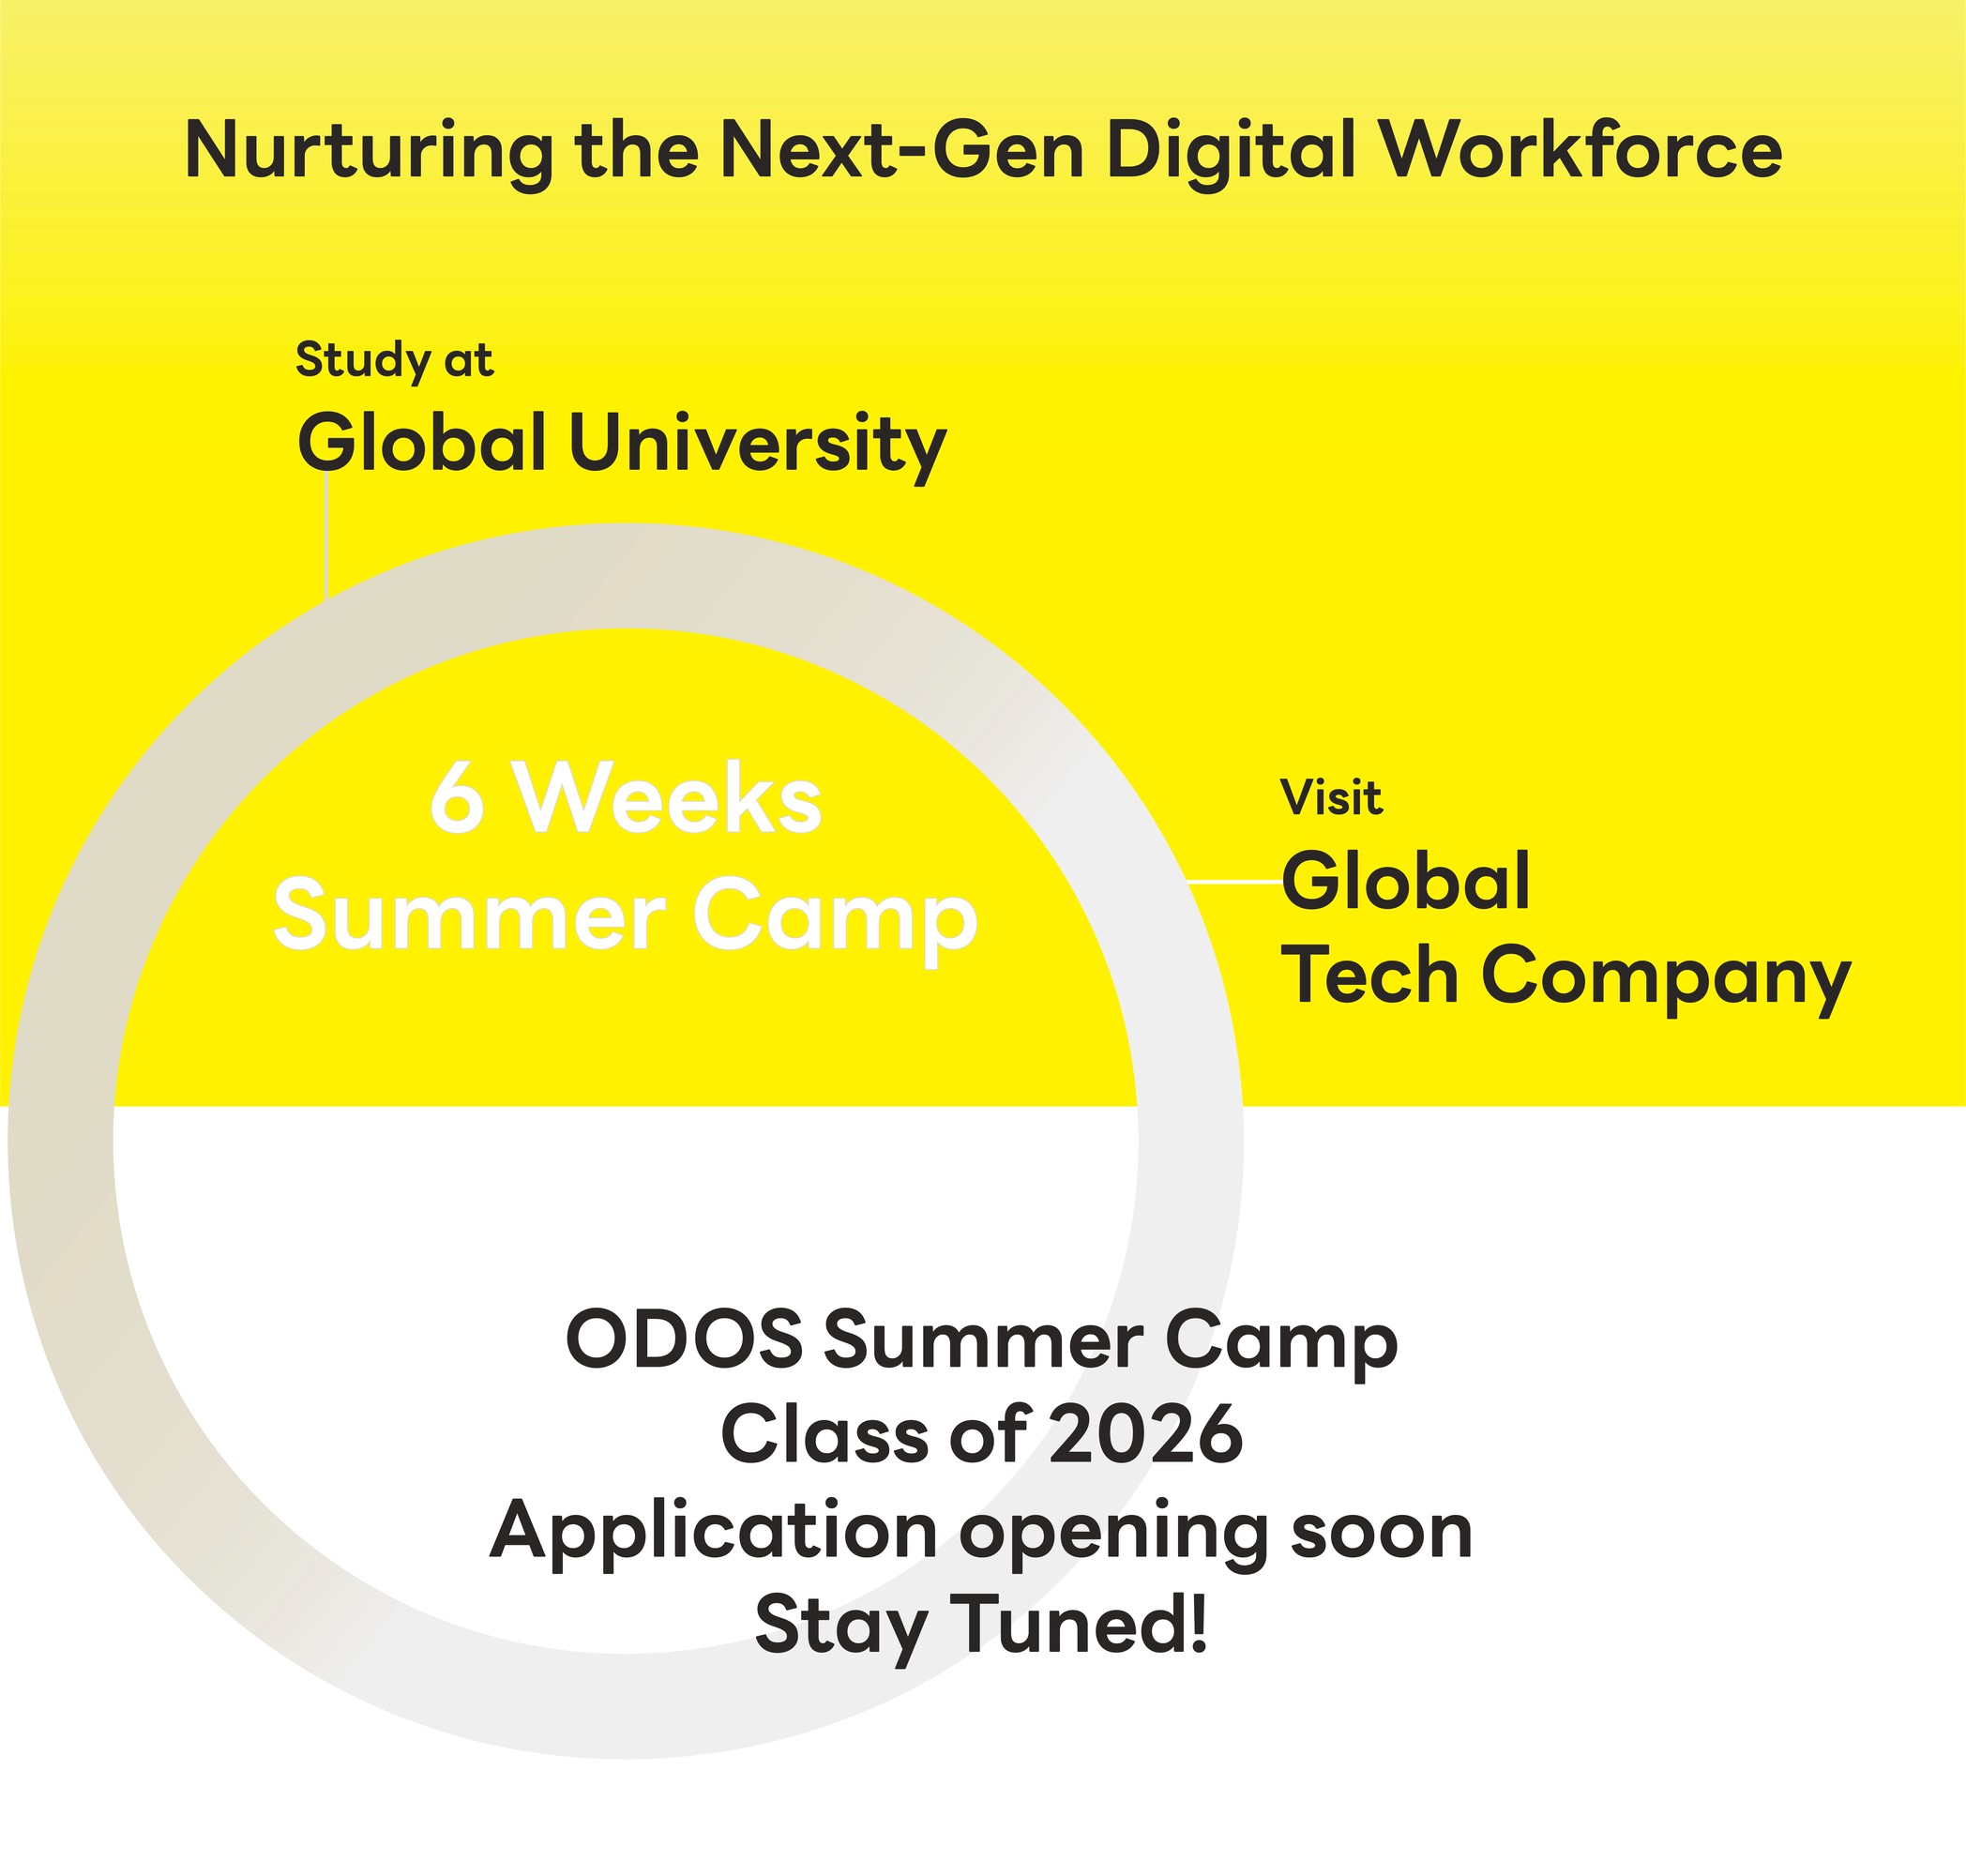 Nurturing the Next-Gen Digital Workforce
Study at
Global University
6 Weeks
Summer Camp
Visit
Global
Tech Company
ODOS Summer Camp
Class of 2026
Application opening soon
Stay Tuned!